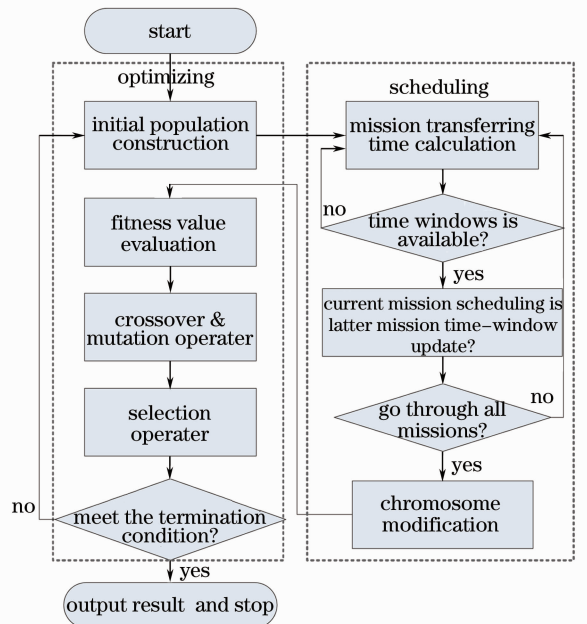 start
optimizing
initial population
construction
fitness value
evaluation
crossover &
mutation operater
selection
operater
no
meet the termination
condition?
yes
output result and stop
scheduling
mission transferring
time calculation
no
time windows is
available?
yes
current mission scheduling is
latter mission time-window
update?
no
go through all
missions?
yes
chromosome
modification